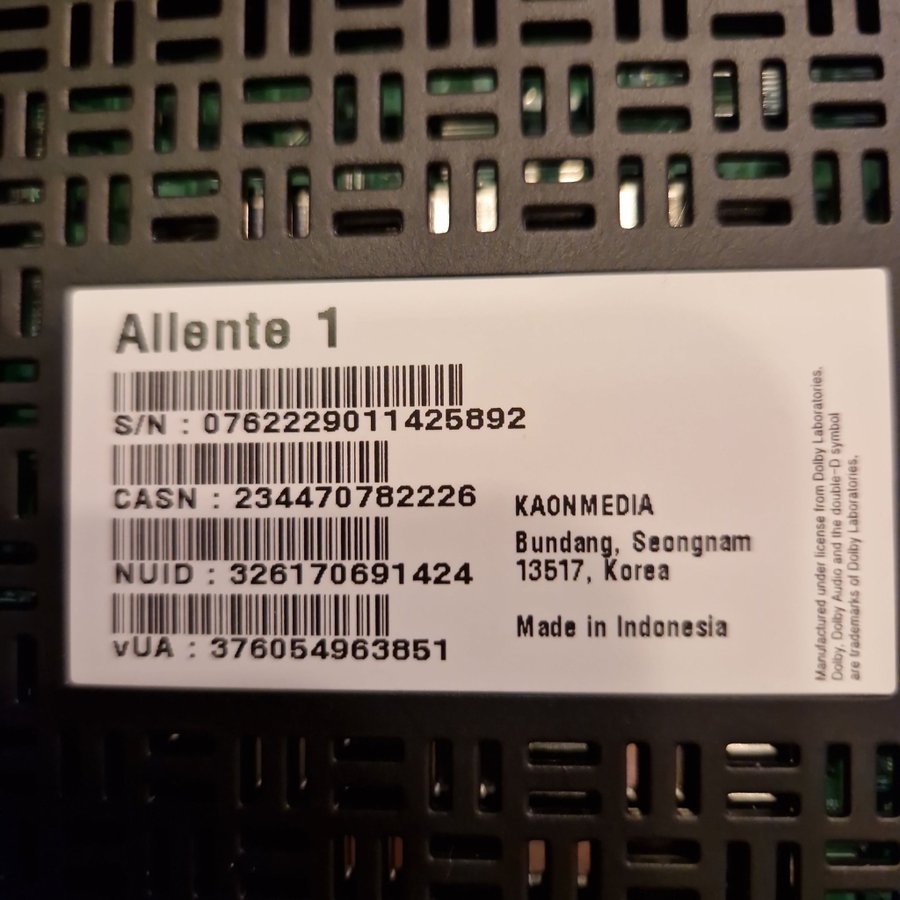 Allente 1
S/N : 0762229011425892
CASN : 234470782226
NUID : 326170691424
vUA : 376054963851
KAONMEDIA
Bundang, Seongnam
13517, Korea
Made in Indonesia
Manufactured under license from Dolby Laboratories.
Dolby, Dolby Audio and the double-D symbol
are trademarks of Dolby Laboratories.